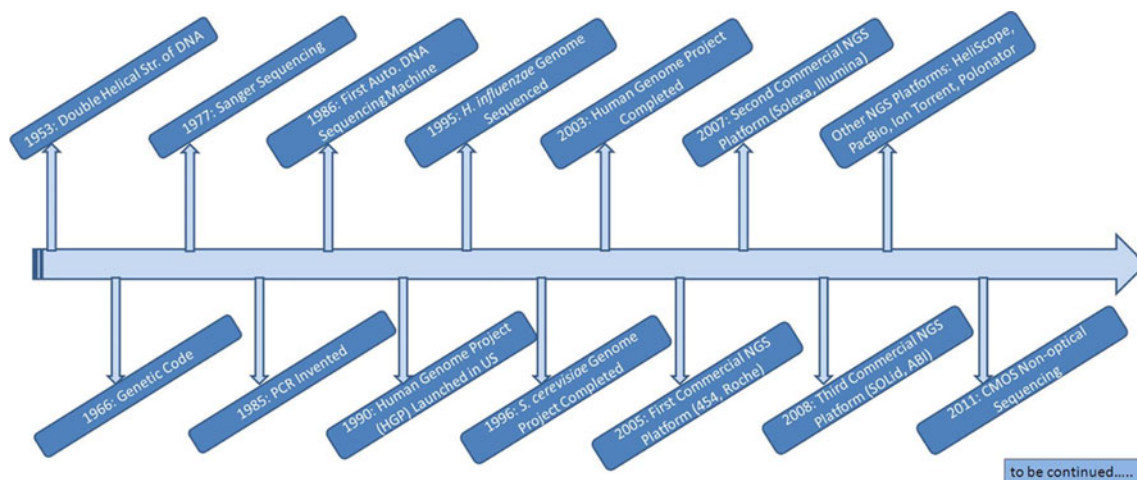 1953: Double Helical Str. of DNA
1977: Sanger Sequencing
1986: First Auto. DNA
Sequencing Machine
1995: H. influenzae Genome
Sequenced
2003: Human Genome Project
Completed
2007: Second Commercial NGS
Platform (Solexa, Illumina)
Other NGS Platforms: HeliScope,
PacBio, Ion Torrent, Polonator
1966: Genetic Code
1985: PCR Invented
1990: Human Genome Project
(HGP) Launched in US
1996: S. cerevisiae Genome
Project Completed
2005: First Commercial NGS
Platform (454, Roche)
2008: Third Commercial NGS
Platform (SOLid, ABI)
2011: CMOS Non-optical
Sequencing
to be continued.....